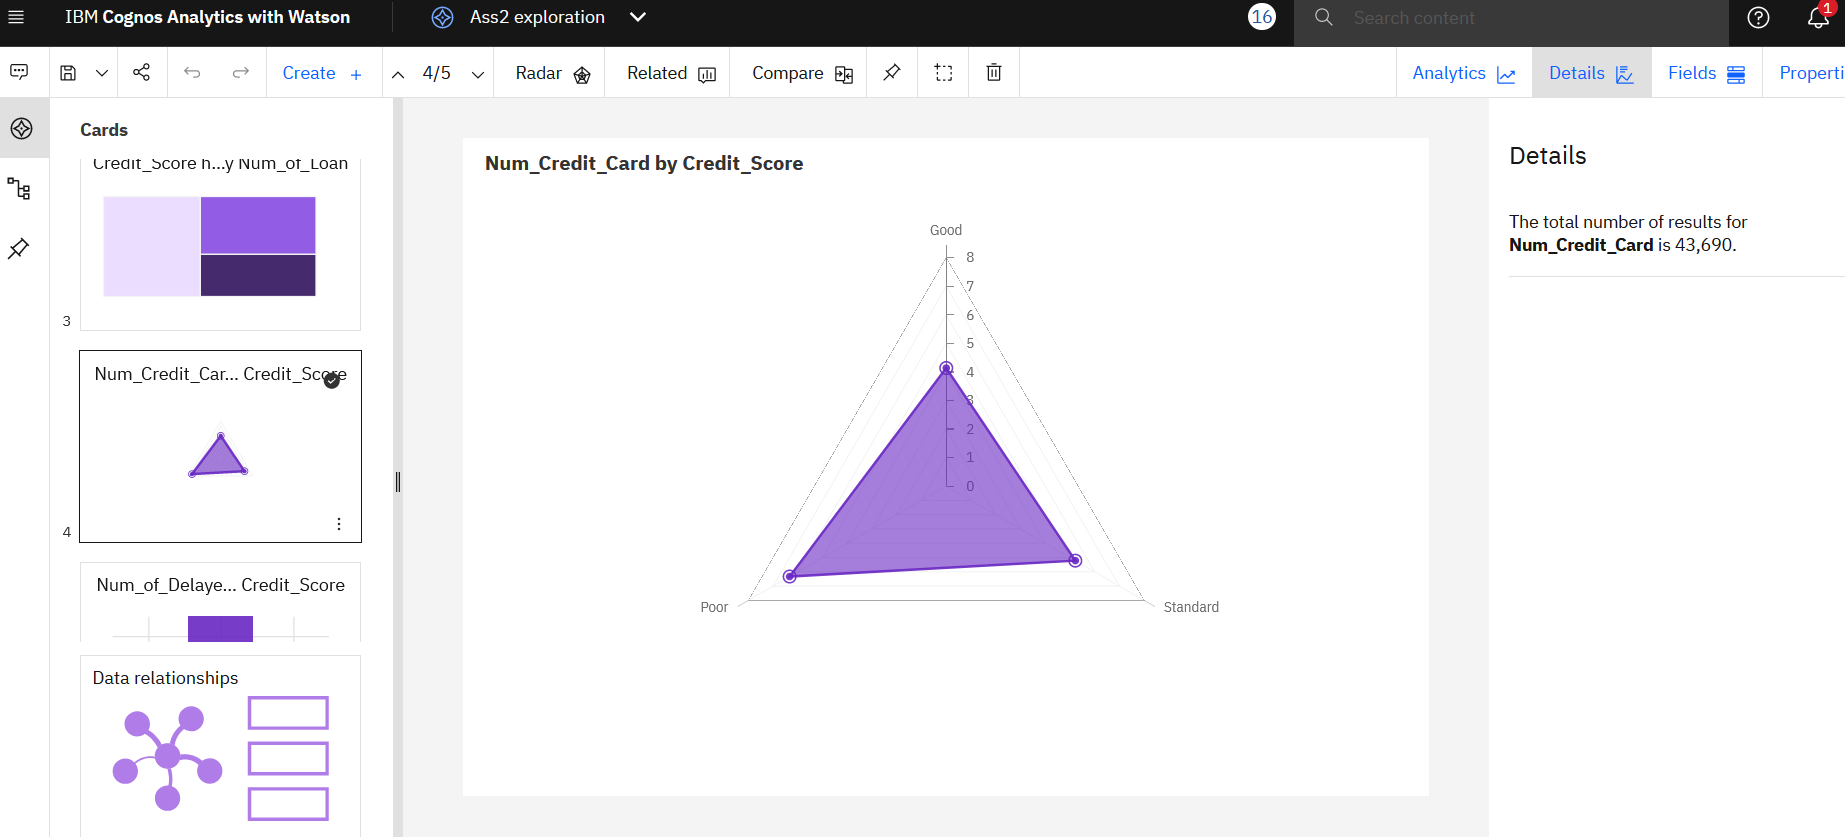 IBM Cognos Analytics with Watson
Ass2 exploration
16
Search content
1
Create +
4/5
Radar
Related
Compare
Analytics
Details
Fields
Properti
Cards
Credit_Score h...y Num_of_Loan
3
Num_Credit_Car... Credit_Score
4
Num_of_Delaye... Credit_Score
Data relationships
Num_Credit_Card by Credit_Score
Good
8
7
6
5
4
3
2
1
0
Poor
Standard
Details
The total number of results for
Num_Credit_Card is 43,690.